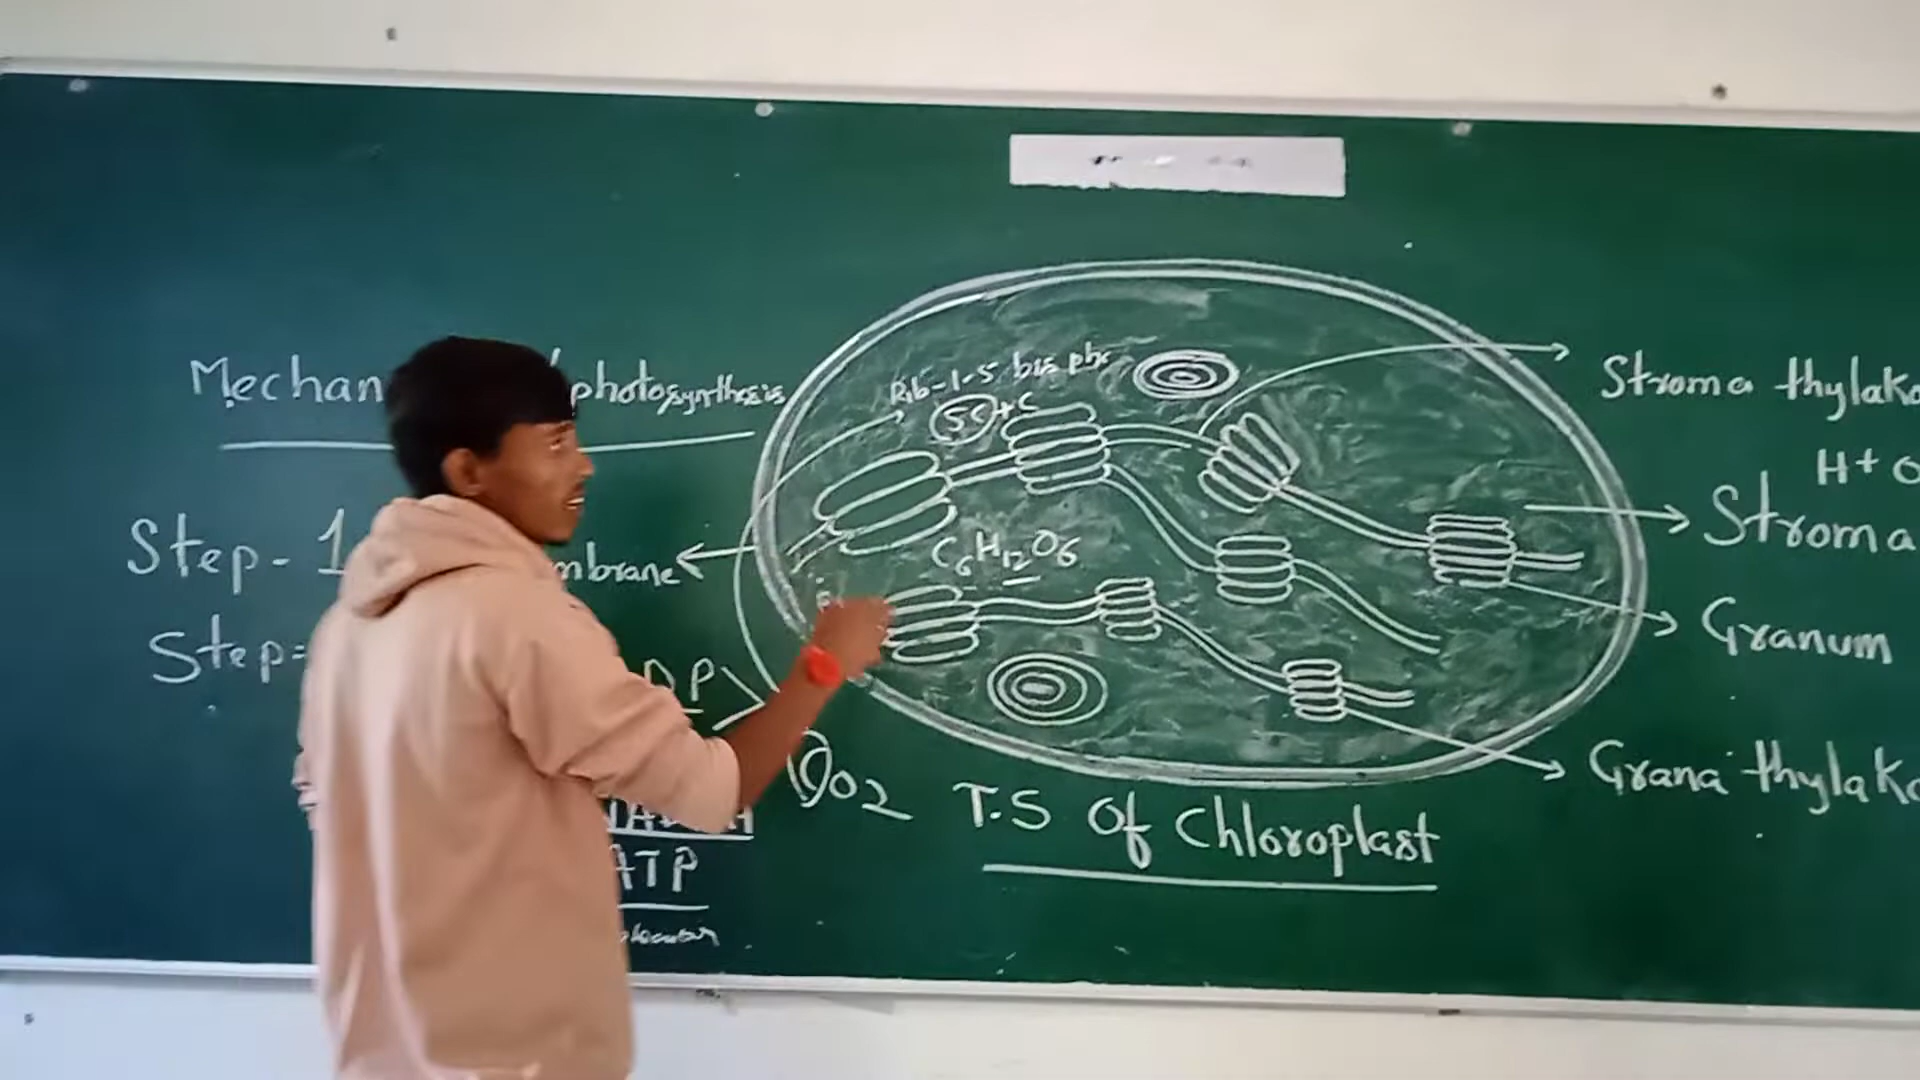 Mechan photosynthesis
Step-1 mbrane
Step=
DP
ATP
Rib-1-5 bis pho
5C+C
C6H12O6
O2
T.S Of Chloroplast
Stroma thylako
H+ O
Stroma
Granum
Grana thylako